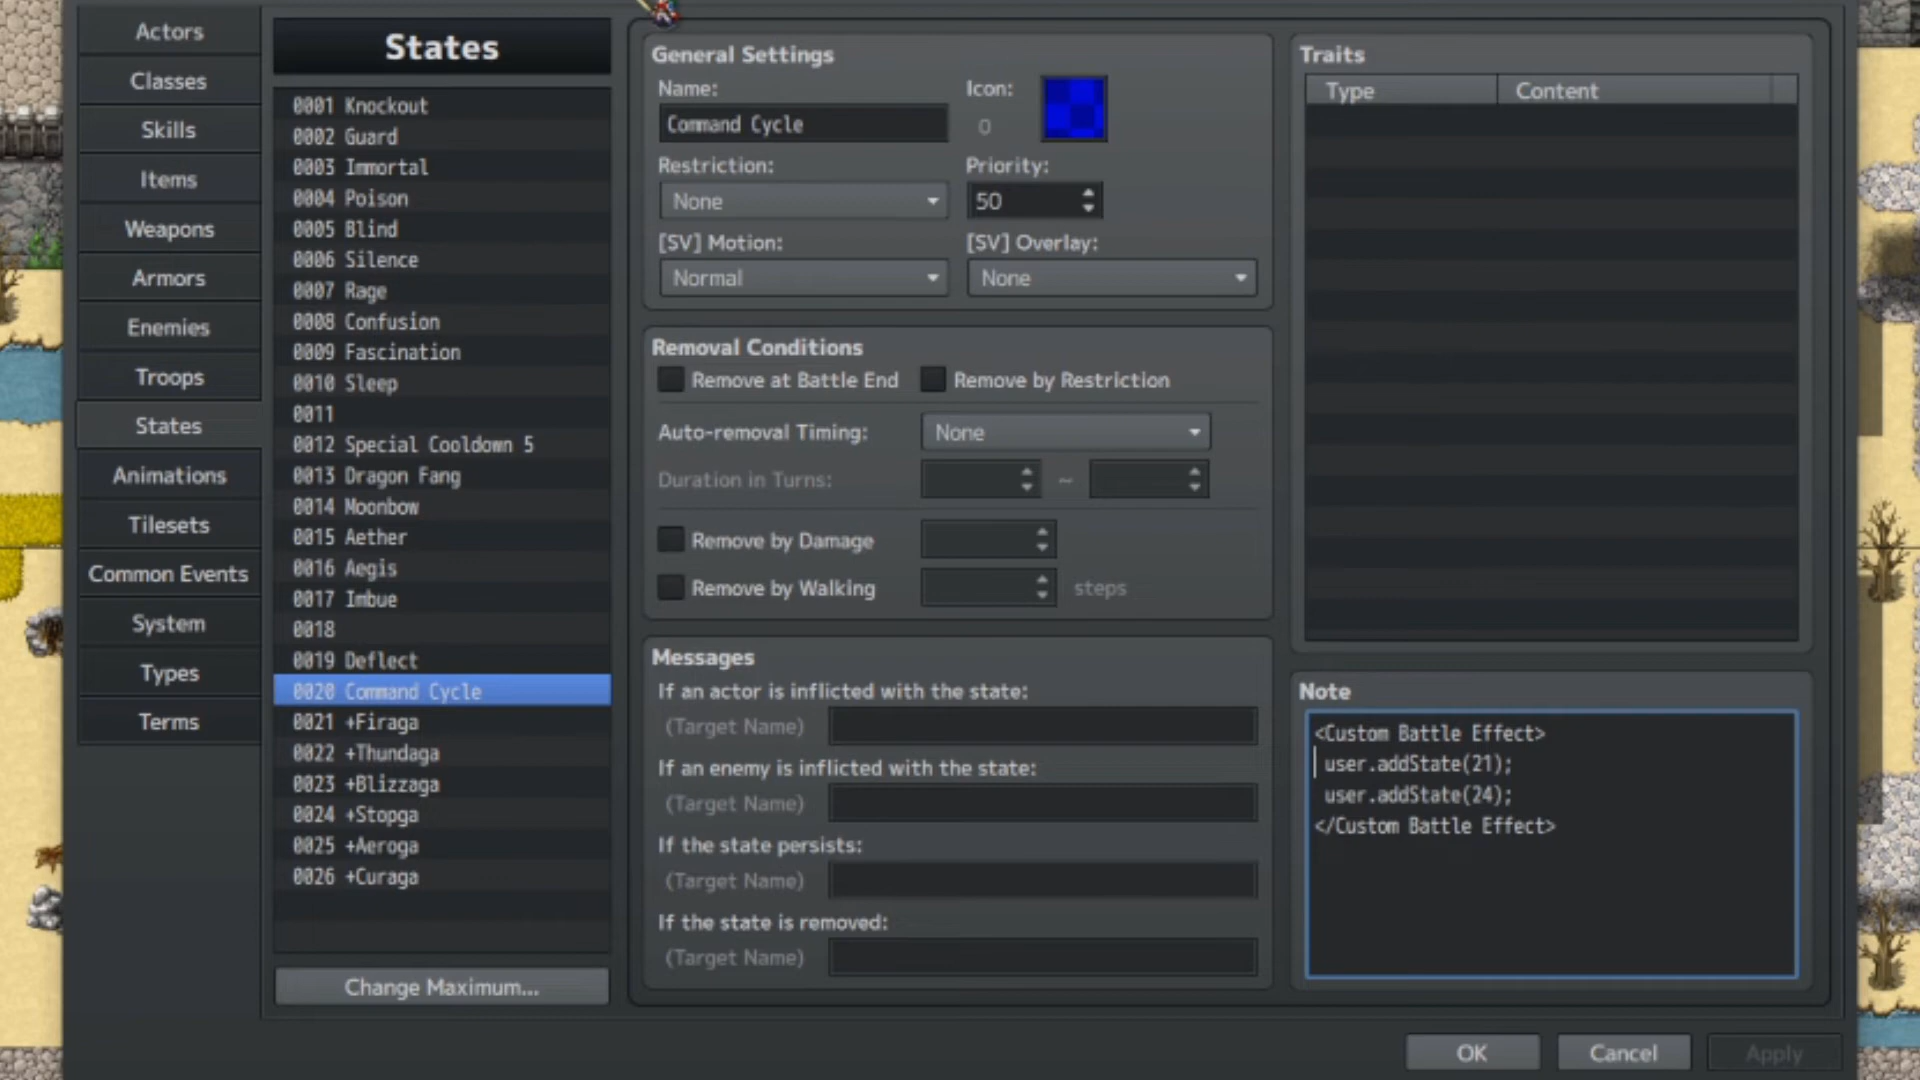 Actors
Classes
Skills
Items
Weapons
Armors
Enemies
Troops
States
Animations
Tilesets
Common Events
System
Types
Terms
States
0001 Knockout
0002 Guard
0003 Immortal
0004 Poison
0005 Blind
0006 Silence
0007 Rage
0008 Confusion
0009 Fascination
0010 Sleep
0011
0012 Special Cooldown 5
0013 Dragon Fang
0014 Moonbow
0015 Aether
0016 Aegis
0017 Imbue
0018
0019 Deflect
0020 Command Cycle
0021 +Firaga
0022 +Thundaga
0023 +Blizzaga
0024 +Stopga
0025 +Aeroga
0026 +Curaga
Change Maximum...
General Settings
Name: Icon:
Command Cycle 0
Restriction: Priority:
None 50
[SV] Motion: [SV] Overlay:
Normal None
Removal Conditions
Remove at Battle End Remove by Restriction
Auto-removal Timing: None
Duration in Turns: ~
Remove by Damage
Remove by Walking steps
Messages
If an actor is inflicted with the state:
(Target Name)
If an enemy is inflicted with the state:
(Target Name)
If the state persists:
(Target Name)
If the state is removed:
(Target Name)
Traits
Type Content
Note
<Custom Battle Effect>
user.addState(21);
user.addState(24);
</Custom Battle Effect>
OK Cancel Apply